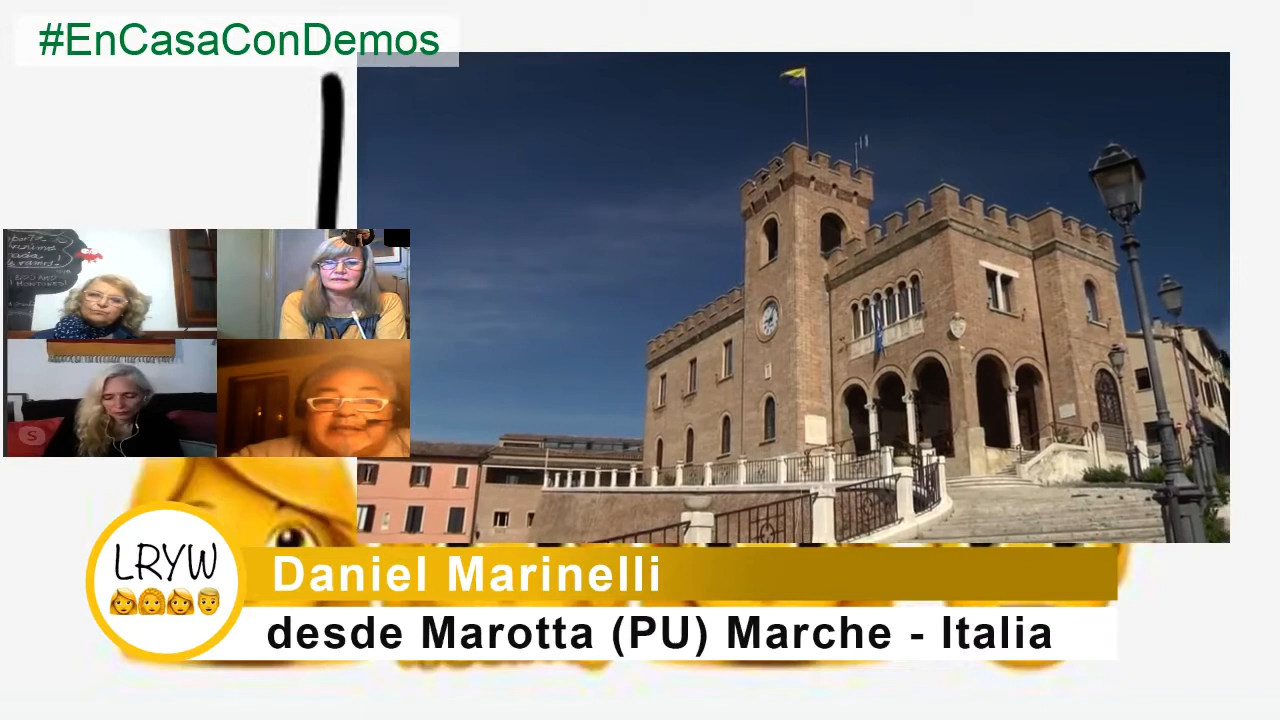 #EnCasaConDemos
LRYW
Daniel Marinelli
desde Marotta (PU) Marche - Italia